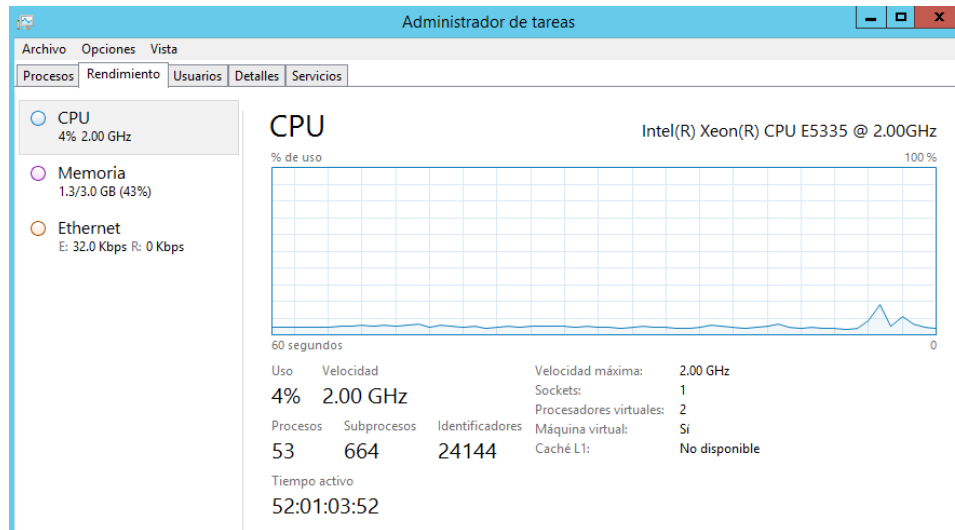 Administrador de tareas
Archivo Opciones Vista
Procesos Rendimiento Usuarios Detalles Servicios
CPU
4% 2.00 GHz
Memoria
1.3/3.0 GB (43%)
Ethernet
E: 32.0 Kbps R: 0 Kbps
CPU Intel(R) Xeon(R) CPU E5335 @ 2.00GHz
% de uso 100 %
60 segundos 0
Uso Velocidad
4% 2.00 GHz
Procesos Subprocesos Identificadores
53 664 24144
Tiempo activo
52:01:03:52
Velocidad máxima: 2.00 GHz
Sockets: 1
Procesadores virtuales: 2
Máquina virtual: Sí
Caché L1: No disponible